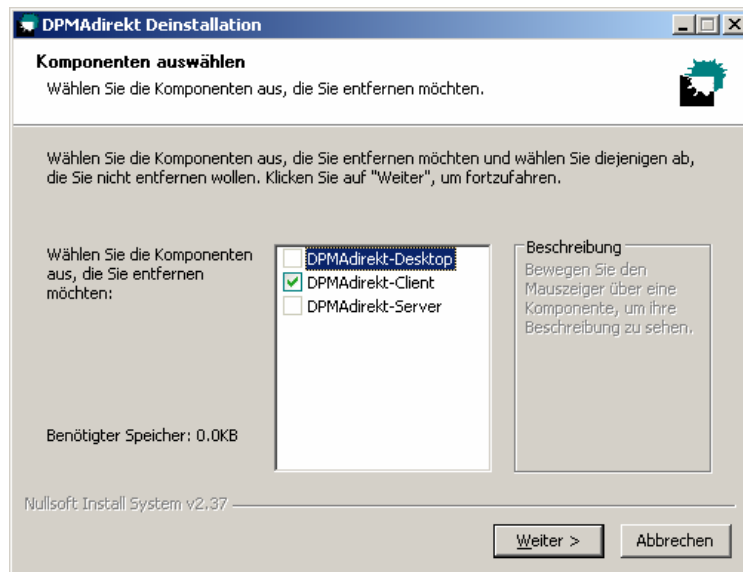 DPMAdirekt Deinstallation
Komponenten auswählen
Wählen Sie die Komponenten aus, die Sie entfernen möchten.
Wählen Sie die Komponenten aus, die Sie entfernen möchten und wählen Sie diejenigen ab,
die Sie nicht entfernen wollen. Klicken Sie auf "Weiter", um fortzufahren.
Wählen Sie die Komponenten
aus, die Sie entfernen
möchten:
DPMAdirekt-Desktop
DPMAdirekt-Client
DPMAdirekt-Server
Beschreibung
Bewegen Sie den
Mauszeiger über eine
Komponente, um ihre
Beschreibung zu sehen.
Benötigter Speicher: 0.0KB
Nullsoft Install System v2.37
Weiter >
Abbrechen